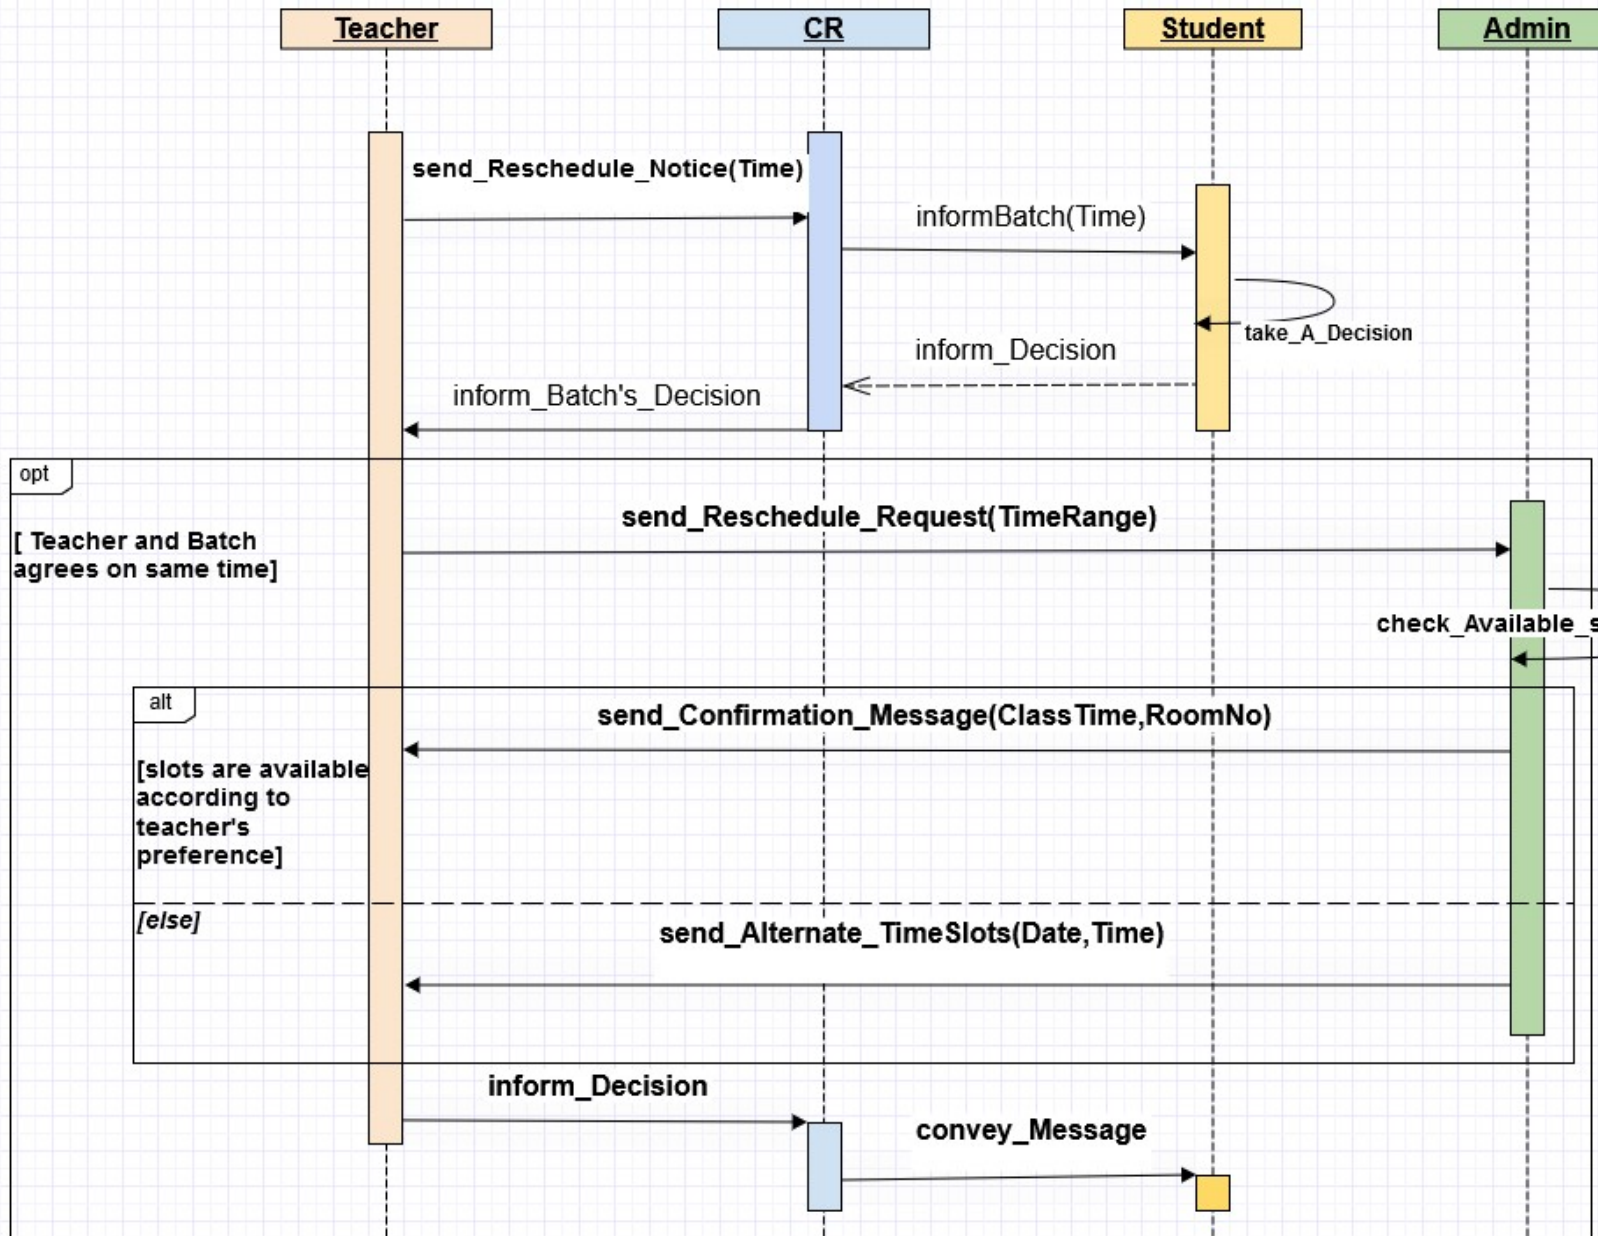 Teacher
CR
Student
Admin
send_Reschedule_Notice(Time)
informBatch(Time)
take_A_Decision
inform_Decision
inform_Batch's_Decision
opt
send_Reschedule_Request(TimeRange)
[ Teacher and Batch
agrees on same time]
check_Available_s
alt
send_Confirmation_Message(ClassTime,RoomNo)
[slots are available
according to
teacher's
preference]
[else]
send_Alternate_TimeSlots(Date,Time)
inform_Decision
convey_Message